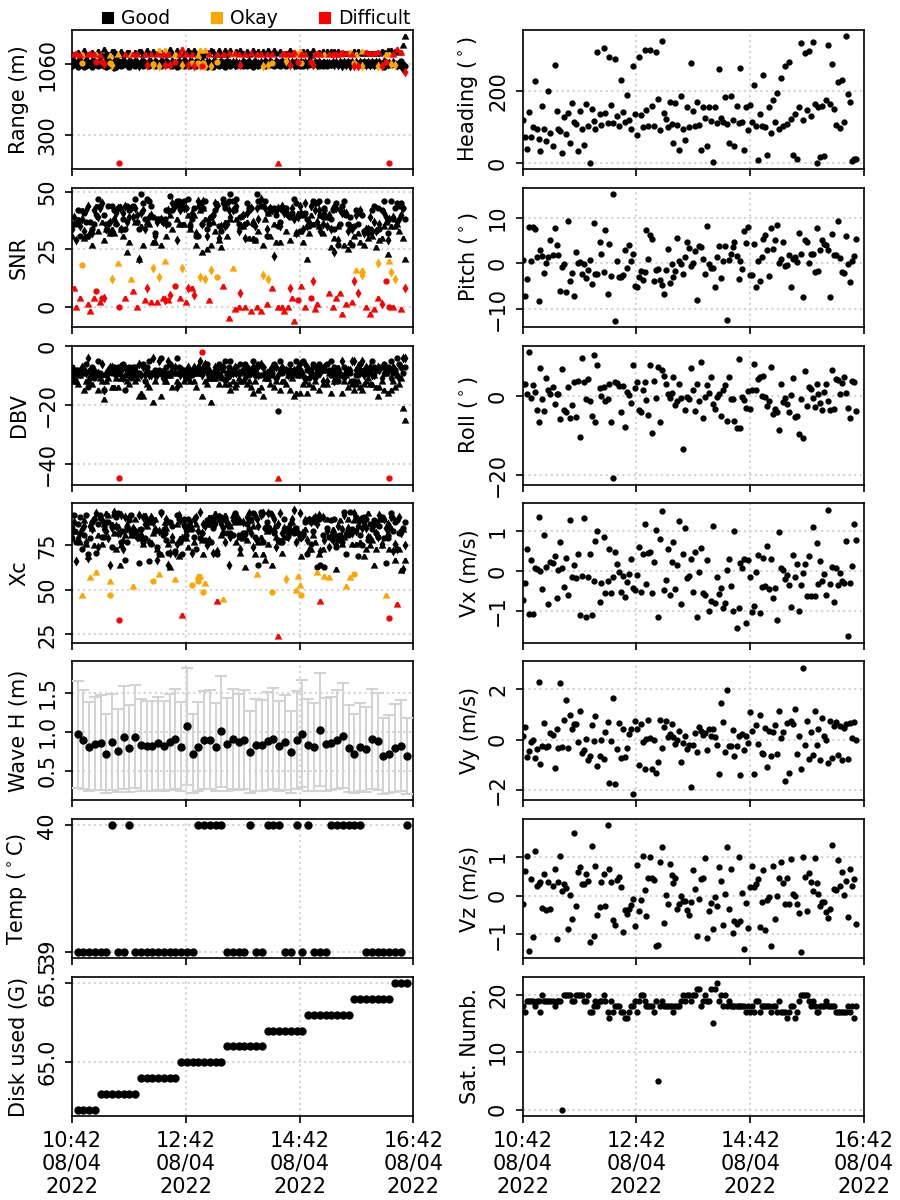 Good Okay Difficult
Range (m)
1060
300
Heading (°)
200
0
SNR
50
25
0
Pitch (°)
10
0
−10
DBV
0
−20
−40
Roll (°)
0
−20
Xc
75
50
25
Vx (m/s)
1
0
−1
Wave H (m)
1.5
1.0
0.5
Vy (m/s)
2
0
−2
Temp (°C)
40
39
Vz (m/s)
1
0
−1
Disk used (G)
65.5
65.0
Sat. Numb.
20
10
0
10:42 12:42 14:42 16:42 10:42 12:42 14:42 16:42
08/04 08/04 08/04 08/04 08/04 08/04 08/04 08/04
2022 2022 2022 2022 2022 2022 2022 2022